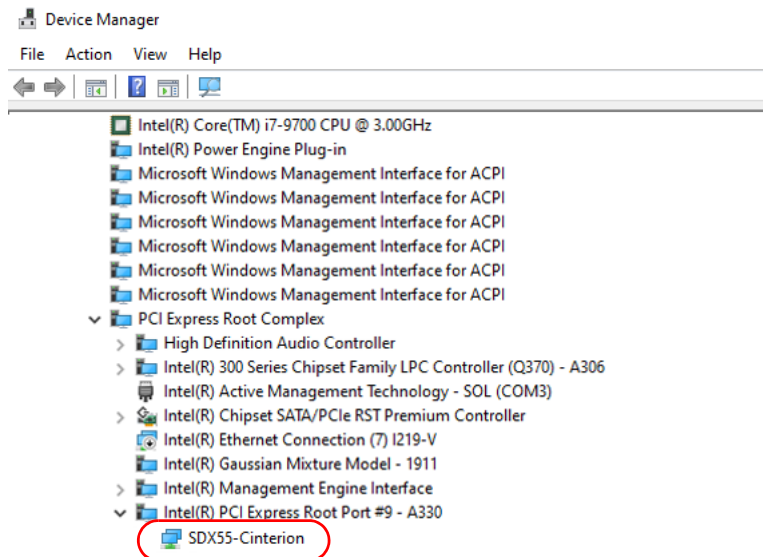 Device Manager
File Action View Help
Intel(R) Core(TM) i7-9700 CPU @ 3.00GHz
Intel(R) Power Engine Plug-in
Microsoft Windows Management Interface for ACPI
Microsoft Windows Management Interface for ACPI
Microsoft Windows Management Interface for ACPI
Microsoft Windows Management Interface for ACPI
Microsoft Windows Management Interface for ACPI
Microsoft Windows Management Interface for ACPI
PCI Express Root Complex
High Definition Audio Controller
Intel(R) 300 Series Chipset Family LPC Controller (Q370) - A306
Intel(R) Active Management Technology - SOL (COM3)
Intel(R) Chipset SATA/PCIe RST Premium Controller
Intel(R) Ethernet Connection (7) I219-V
Intel(R) Gaussian Mixture Model - 1911
Intel(R) Management Engine Interface
Intel(R) PCI Express Root Port #9 - A330
SDX55-Cinterion